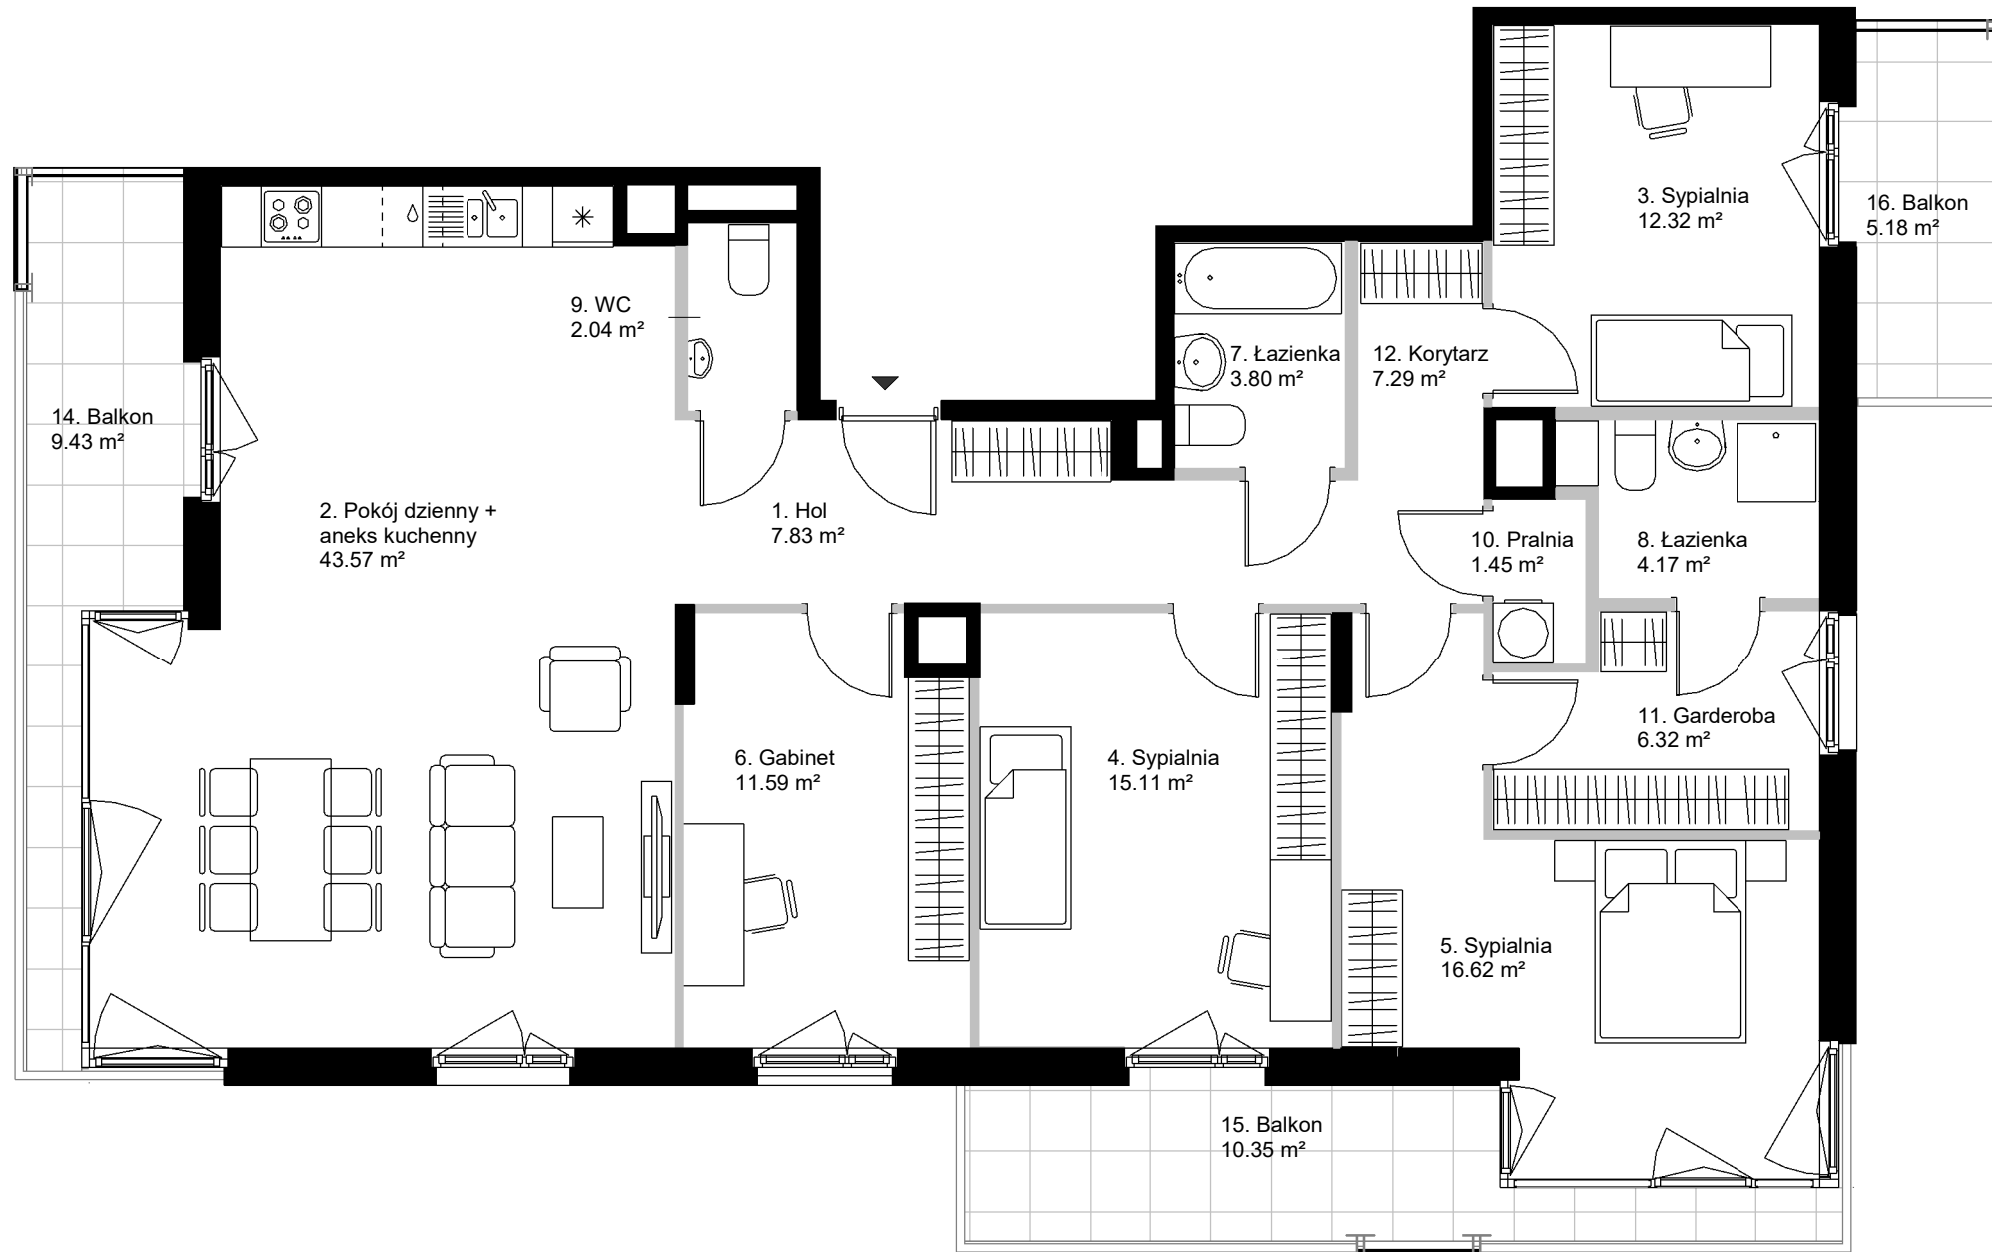 3. Sypialnia
12.32 m²
16. Balkon
5.18 m²
9. WC
2.04 m²
7. Łazienka
3.80 m²
12. Korytarz
7.29 m²
14. Balkon
9.43 m²
2. Pokój dzienny +
aneks kuchenny
43.57 m²
1. Hol
7.83 m²
10. Pralnia
1.45 m²
8. Łazienka
4.17 m²
11. Garderoba
6.32 m²
6. Gabinet
11.59 m²
4. Sypialnia
15.11 m²
5. Sypialnia
16.62 m²
15. Balkon
10.35 m²